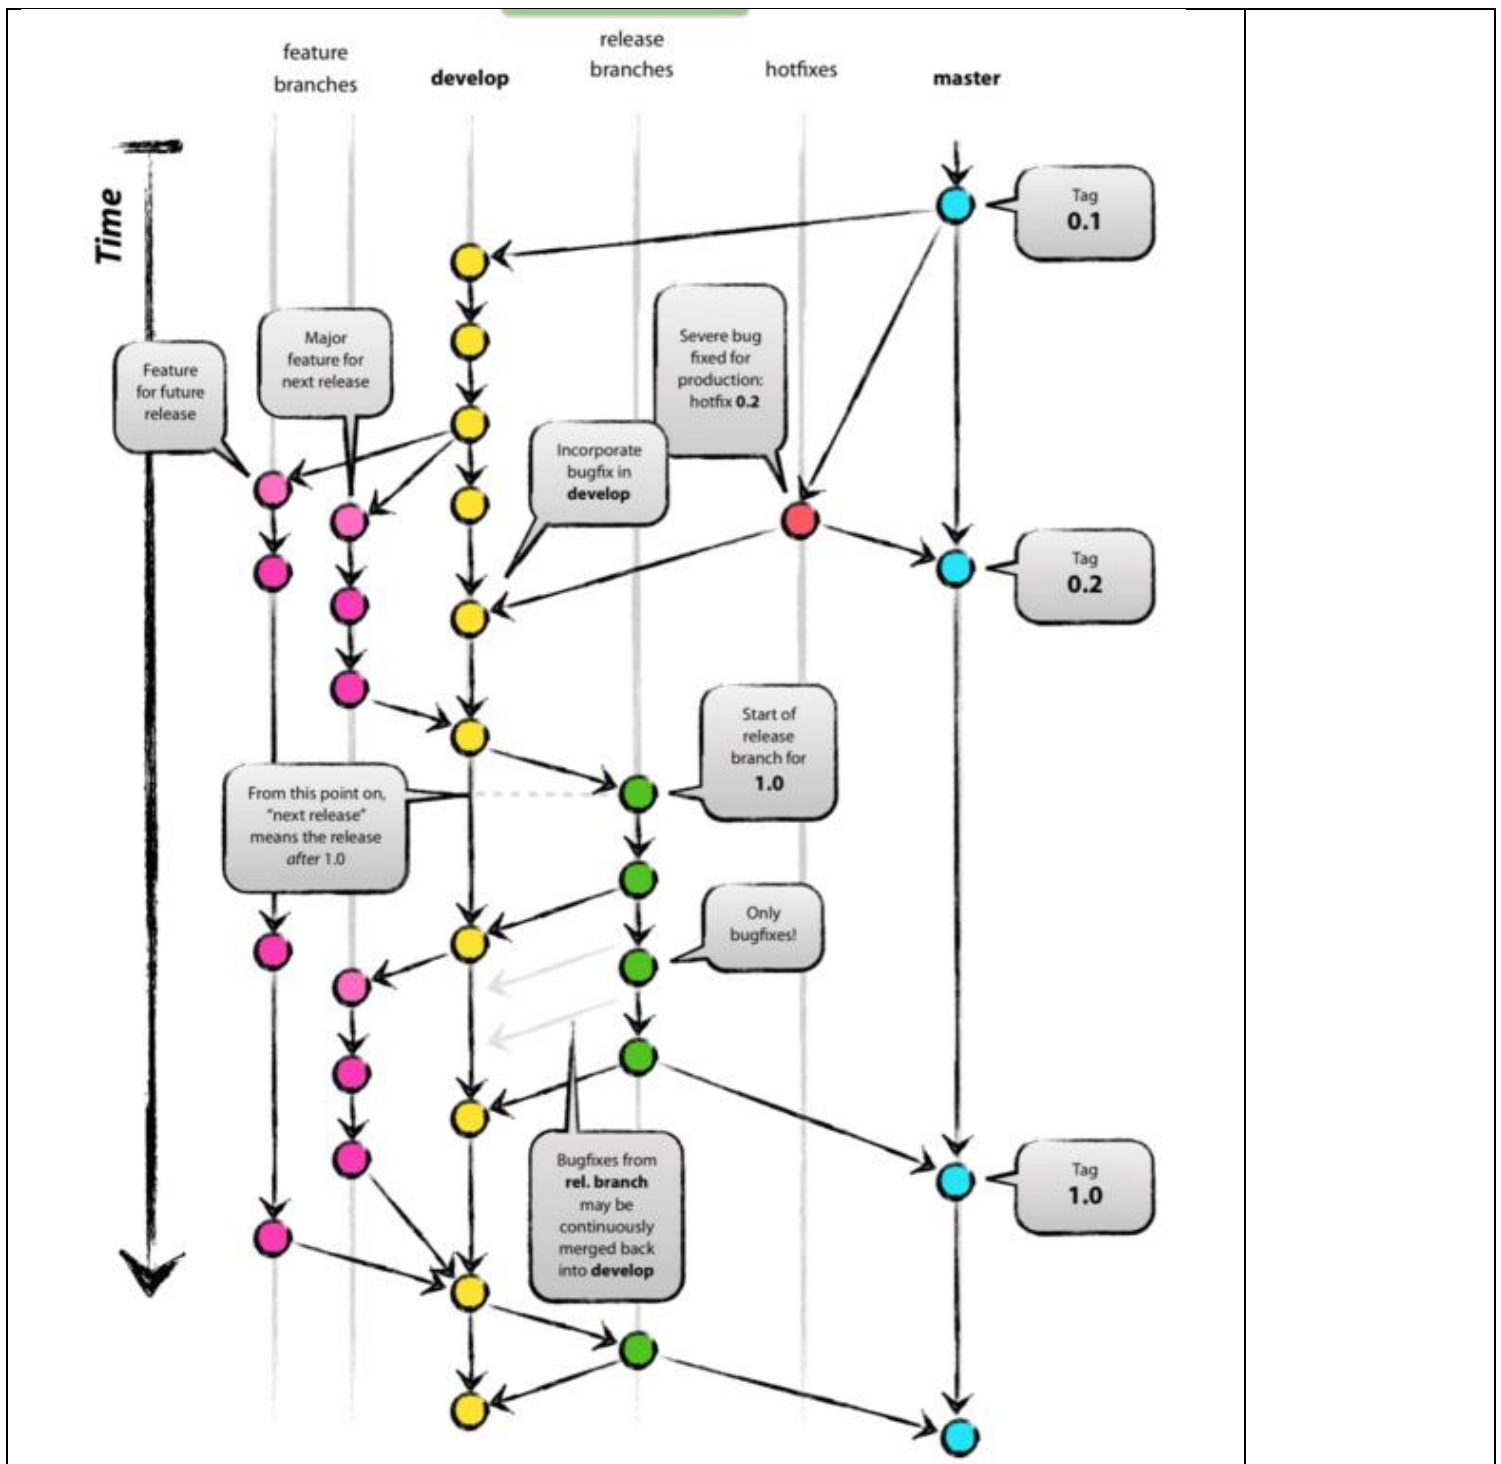 feature
branches
develop
release
branches
hotfixes
master
Time
Tag
0.1
Major
feature for
next release
Feature
for future
release
Severe bug
fixed for
production:
hotfix 0.2
Incorporate
bugfix in
develop
Tag
0.2
Start of
release
branch for
1.0
From this point on,
“next release”
means the release
after 1.0
Only
bugfixes!
Bugfixes from
rel. branch
may be
continuously
merged back
into develop
Tag
1.0